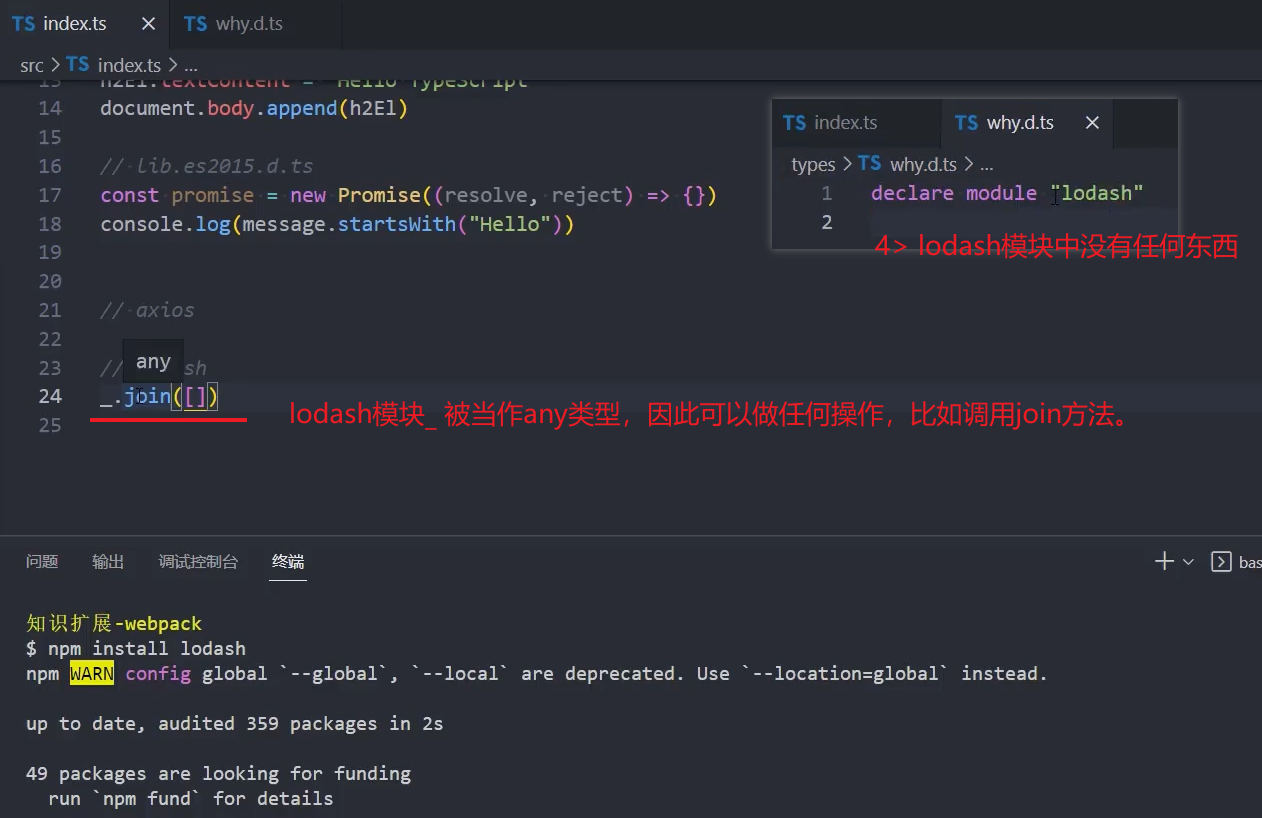 TS index.ts × TS why.d.ts
src > TS index.ts > ...
13 h2El.textContent = "Hello TypeScript"
14 document.body.append(h2El)
15
16 // lib.es2015.d.ts
17 const promise = new Promise((resolve, reject) => {})
18 console.log(message.startsWith("Hello"))
19
20
21 // axios
22
any
23 // sh
24 _.join([])
25
TS index.ts TS why.d.ts ×
types > TS why.d.ts > ...
1 declare module "lodash"
2
4> lodash模块中没有任何东西
lodash模块_ 被当作any类型，因此可以做任何操作，比如调用join方法。
问题 输出 调试控制台 终端 bas
知识扩展-webpack
$ npm install lodash
npm WARN config global `--global`, `--local` are deprecated. Use `--location=global` instead.
up to date, audited 359 packages in 2s
49 packages are looking for funding
run `npm fund` for details